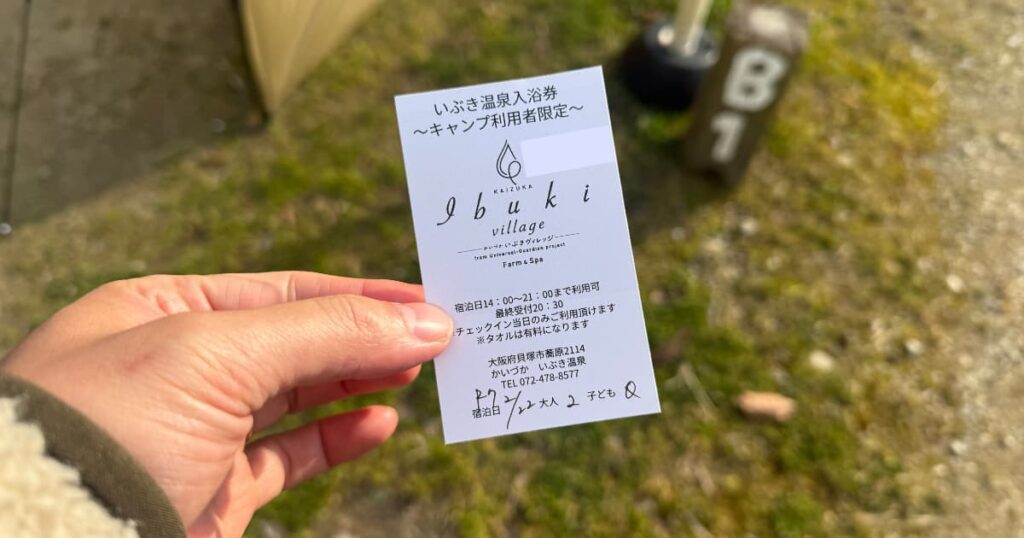 いぶき温泉入浴券
～キャンプ利用者限定～
KAIZUKA
Ibuki
village
かいづか いぶきヴィレッジ
from Universal-Guardian project
Farm & Spa
宿泊日14：00～21：00まで利用可
最終受付20：30
チェックイン当日のみご利用頂けます
※タオルは有料になります
大阪府貝塚市蕎原2114
かいづか いぶき温泉
TEL 072-478-8577
宿泊日 R7 2/22 大人 2 子ども 0
B1